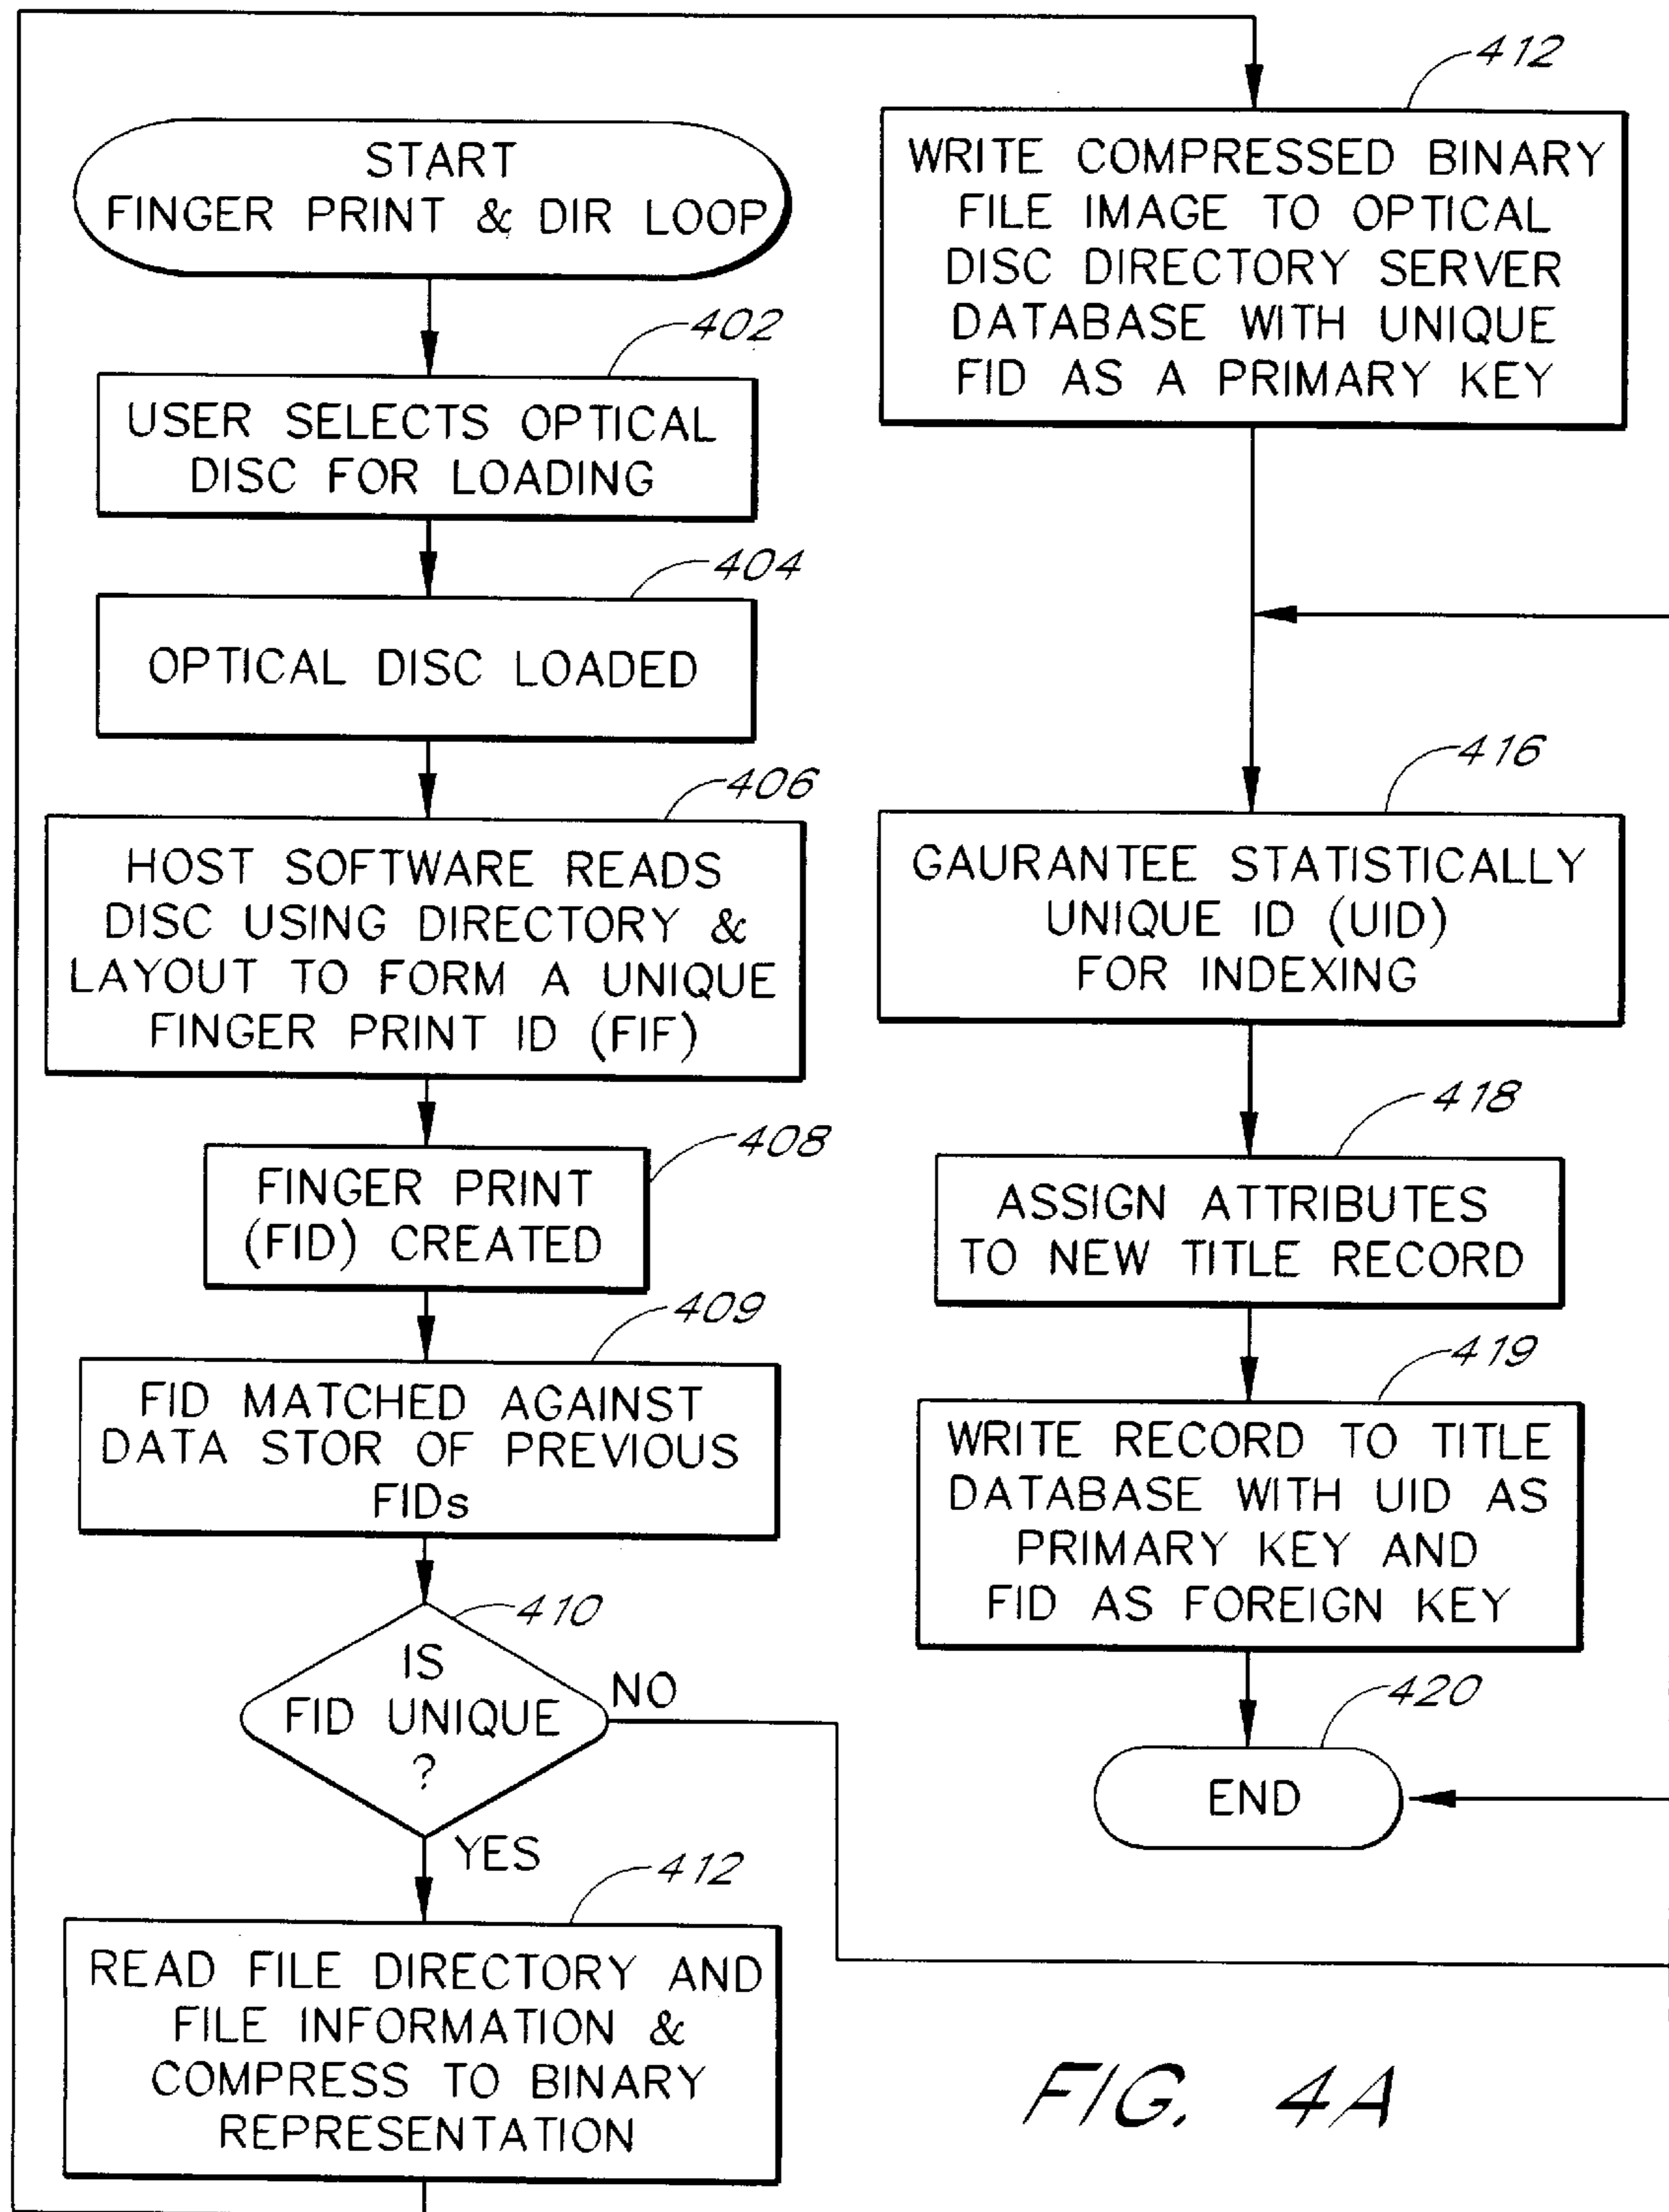 START
FINGER PRINT & DIR LOOP
402
USER SELECTS OPTICAL
DISC FOR LOADING
404
OPTICAL DISC LOADED
406
HOST SOFTWARE READS
DISC USING DIRECTORY &
LAYOUT TO FORM A UNIQUE
FINGER PRINT ID (FIF)
408
FINGER PRINT
(FID) CREATED
409
FID MATCHED AGAINST
DATA STOR OF PREVIOUS
FIDs
410
IS
FID UNIQUE
?
NO
YES
412
READ FILE DIRECTORY AND
FILE INFORMATION &
COMPRESS TO BINARY
REPRESENTATION
412
WRITE COMPRESSED BINARY
FILE IMAGE TO OPTICAL
DISC DIRECTORY SERVER
DATABASE WITH UNIQUE
FID AS A PRIMARY KEY
416
GAURANTEE STATISTICALLY
UNIQUE ID (UID)
FOR INDEXING
418
ASSIGN ATTRIBUTES
TO NEW TITLE RECORD
419
WRITE RECORD TO TITLE
DATABASE WITH UID AS
PRIMARY KEY AND
FID AS FOREIGN KEY
420
END
FIG. 4A